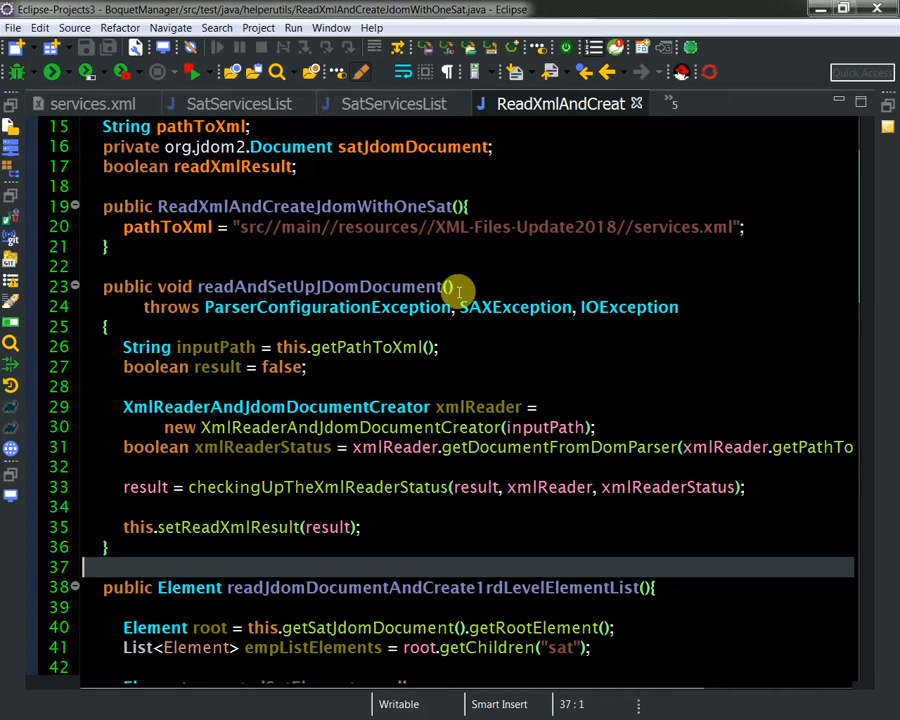 Eclipse-Projects3 - BoquetManager/src/test/java/helperutils/ReadXmlAndCreateJdomWithOneSat.java - Eclipse
File Edit Source Refactor Navigate Search Project Run Window Help
Quick Access
services.xml SatServicesList SatServicesList ReadXmlAndCreat »5
15 String pathToXml;
16 private org.jdom2.Document satJdomDocument;
17 boolean readXmlResult;
18
19 public ReadXmlAndCreateJdomWithOneSat(){
20 pathToXml = "src//main//resources//XML-Files-Update2018//services.xml";
21 }
22
23 public void readAndSetUpJDomDocument()
24 throws ParserConfigurationException, SAXException, IOException
25 {
26 String inputPath = this.getPathToXml();
27 boolean result = false;
28
29 XmlReaderAndJdomDocumentCreator xmlReader =
30 new XmlReaderAndJdomDocumentCreator(inputPath);
31 boolean xmlReaderStatus = xmlReader.getDocumentFromDomParser(xmlReader.getPathTo
32
33 result = checkingUpTheXmlReaderStatus(result, xmlReader, xmlReaderStatus);
34
35 this.setReadXmlResult(result);
36 }
37
38 public Element readJdomDocumentAndCreate1rdLevelElementList(){
39
40 Element root = this.getSatJdomDocument().getRootElement();
41 List<Element> empListElements = root.getChildren("sat");
42
Writable Smart Insert 37 : 1